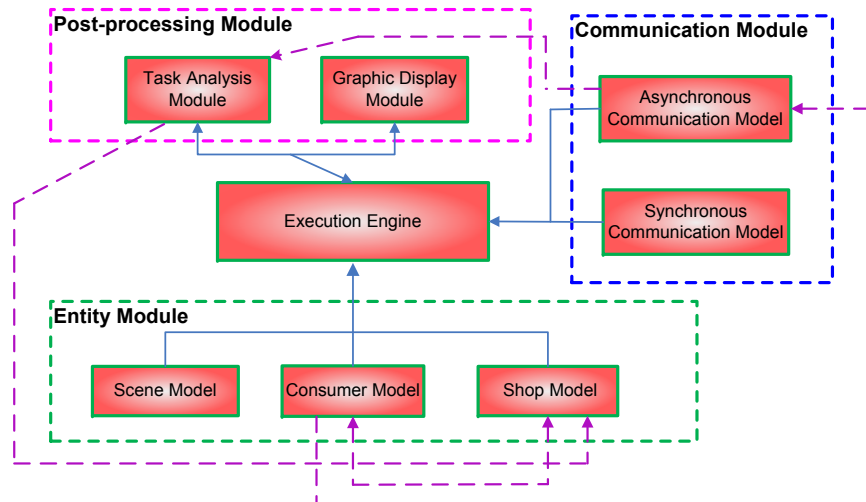 Post-processing Module
Communication Module
Task Analysis
Module
Graphic Display
Module
Asynchronous
Communication Model
Execution Engine
Synchronous
Communication Model
Entity Module
Scene Model
Consumer Model
Shop Model